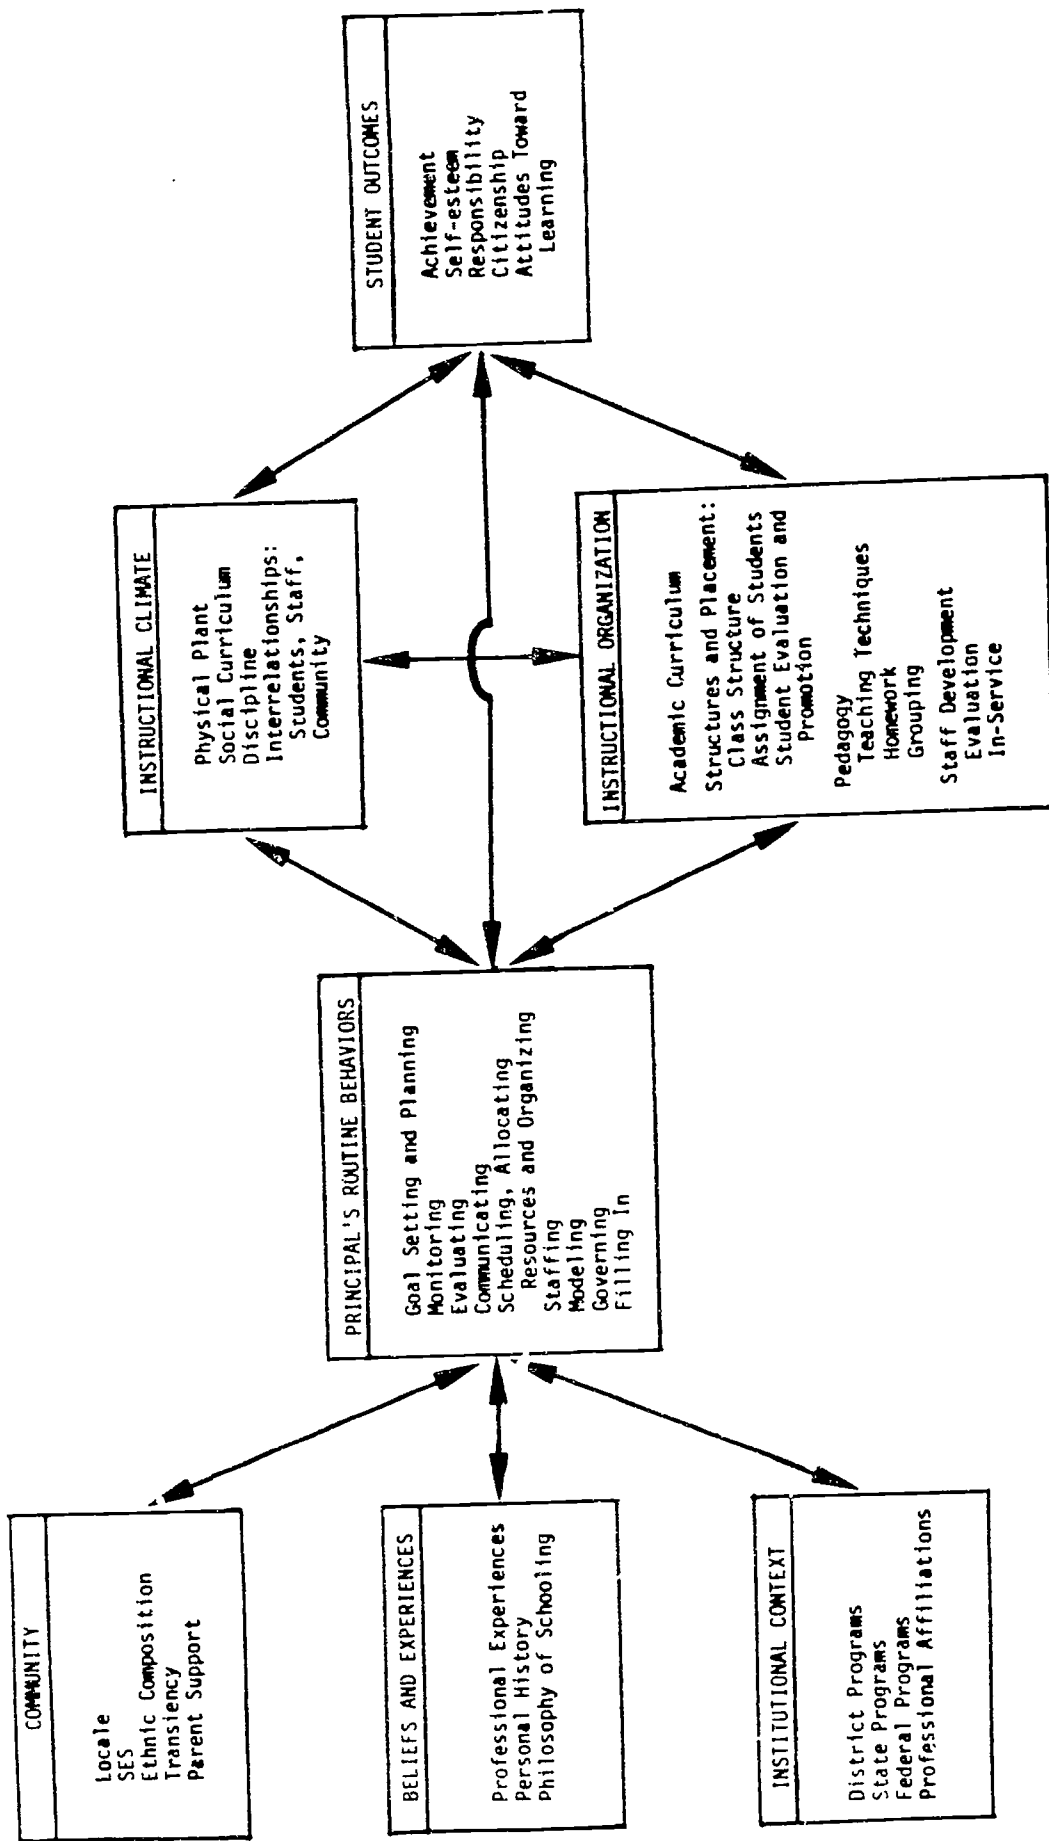 COMMUNITY
Locale
SES
Ethnic Composition
Transiency
Parent Support
BELIEFS AND EXPERIENCES
Professional Experiences
Personal History
Philosophy of Schooling
INSTITUTIONAL CONTEXT
District Programs
State Programs
Federal Programs
Professional Affiliations
PRINCIPAL'S ROUTINE BEHAVIORS
Goal Setting and Planning
Monitoring
Evaluating
Communicating
Scheduling, Allocating
Resources and Organizing
Staffing
Modeling
Governing
Filling In
INSTRUCTIONAL CLIMATE
Physical Plant
Social Curriculum
Discipline
Interrelationships:
Students, Staff,
Community
INSTRUCTIONAL ORGANIZATION
Academic Curriculum
Structures and Placement:
Class Structure
Assignment of Students
Student Evaluation and
Promotion
Pedagogy
Teaching Techniques
Homework
Grouping
Staff Development
Evaluation
In-Service
STUDENT OUTCOMES
Achievement
Self-esteem
Responsibility
Citizenship
Attitudes Toward
Learning